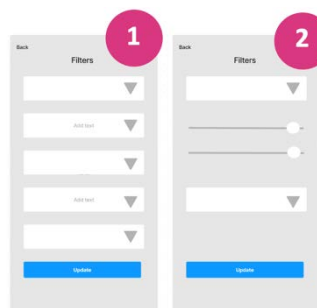 1
Back
Filters
Add text
Add text
Update
2
Back
Filters
Update